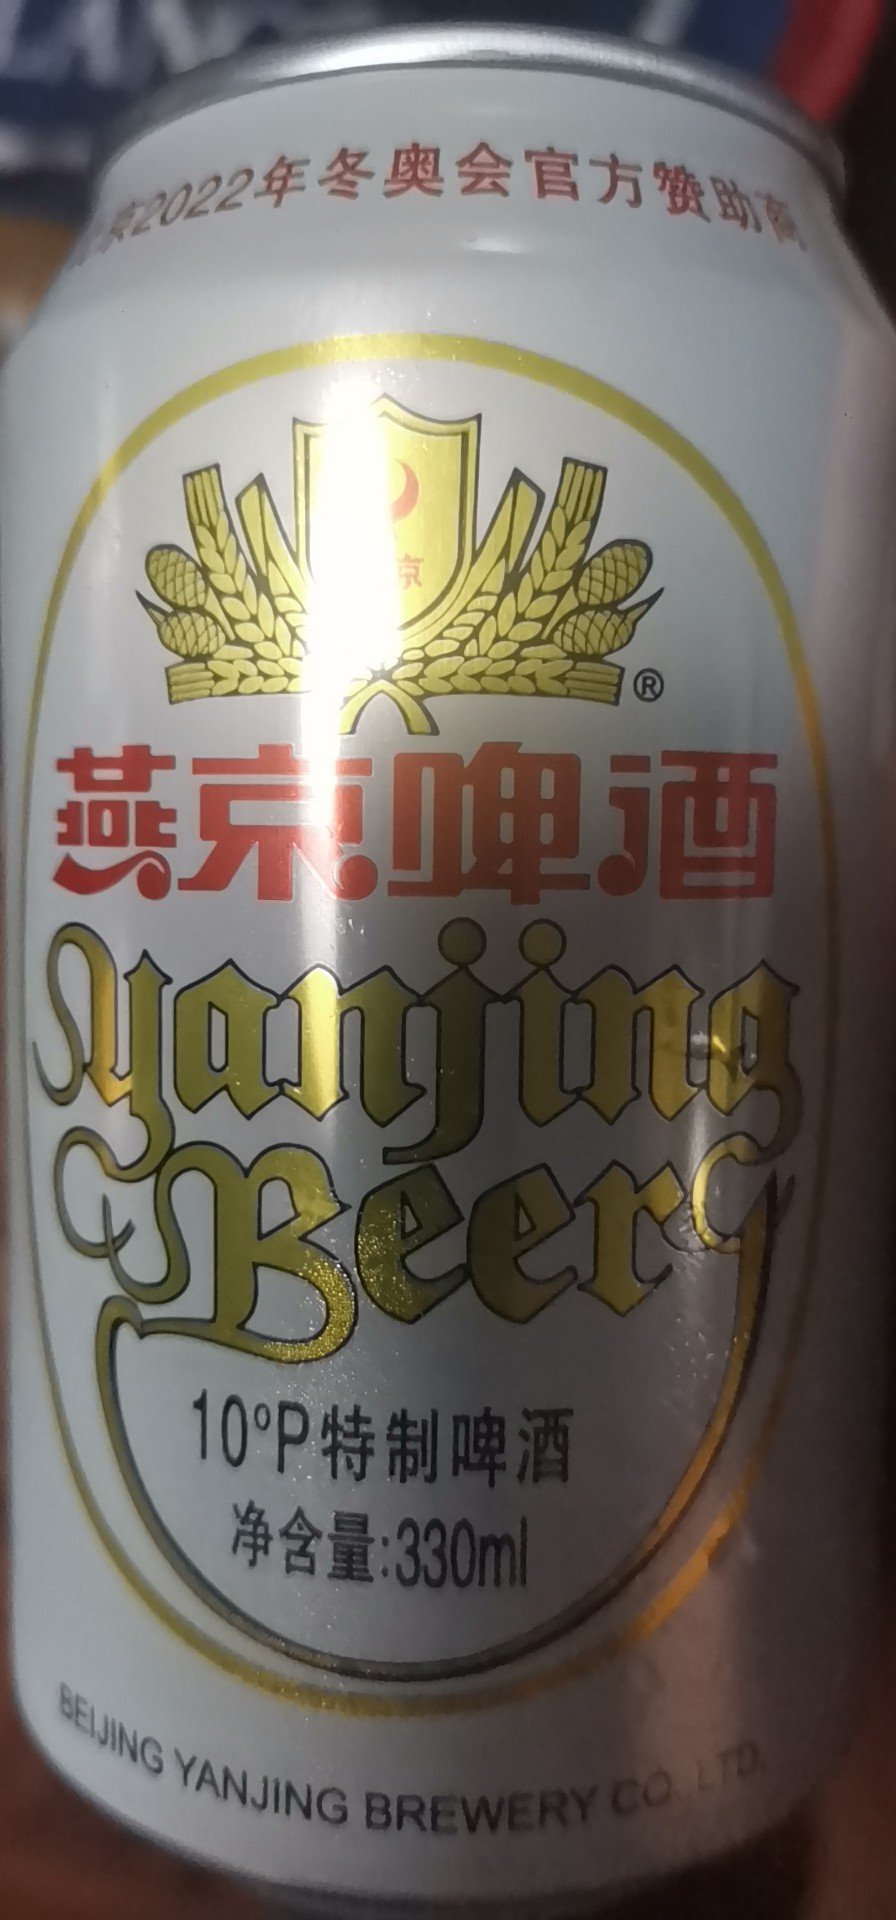 京2022年冬奥会官方赞助商
京
®
燕京啤酒
Yanjing
Beer
10°P特制啤酒
净含量:330ml
BEIJING YANJING BREWERY CO.,LTD.